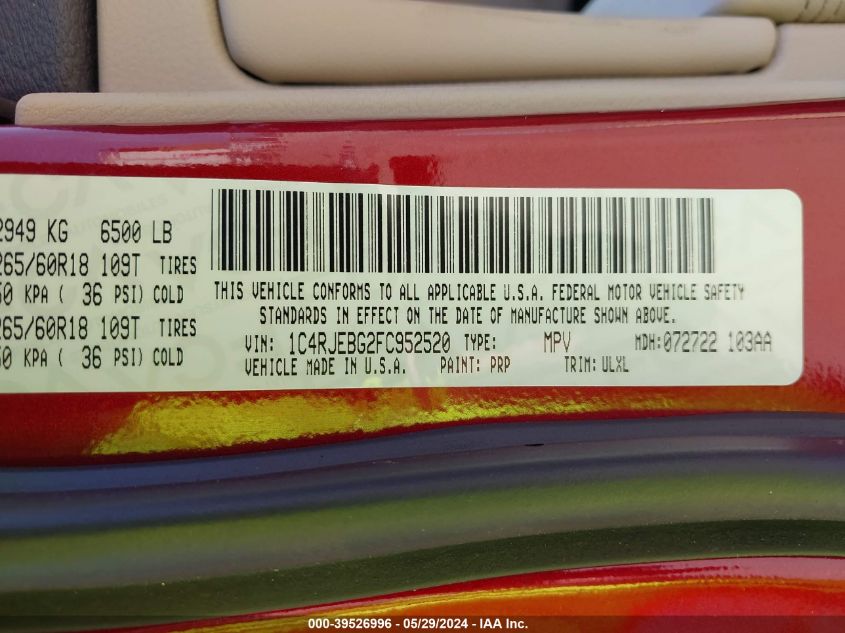 2949 KG 6500 LB
265/60R18 109T TIRES
50 KPA ( 36 PSI) COLD
265/60R18 109T TIRES
50 KPA ( 36 PSI) COLD
THIS VEHICLE CONFORMS TO ALL APPLICABLE U.S.A. FEDERAL MOTOR VEHICLE SAFETY
STANDARDS IN EFFECT ON THE DATE OF MANUFACTURE SHOWN ABOVE.
VIN: 1C4RJEBG2FC952520 TYPE: MPV MDH:072722 103AA
VEHICLE MADE IN U.S.A. PAINT: PRP TRIM: ULXL
000-39526996 - 05/29/2024 - IAA Inc.